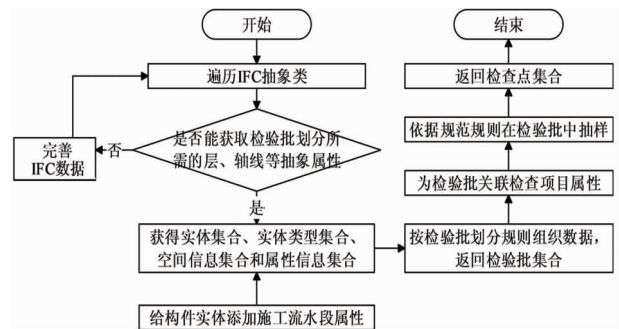 开始
遍历IFC抽象类
是否能获取检验批划分所
需的层、轴线等抽象属性
否
完善
IFC数据
是
获得实体集合、实体类型集合、
空间信息集合和属性信息集合
给构件实体添加施工流水段属性
按检验批划分规则组织数据，
返回检验批集合
为检验批关联检查项目属性
依据规范规则在检验批中抽样
返回检查点集合
结束